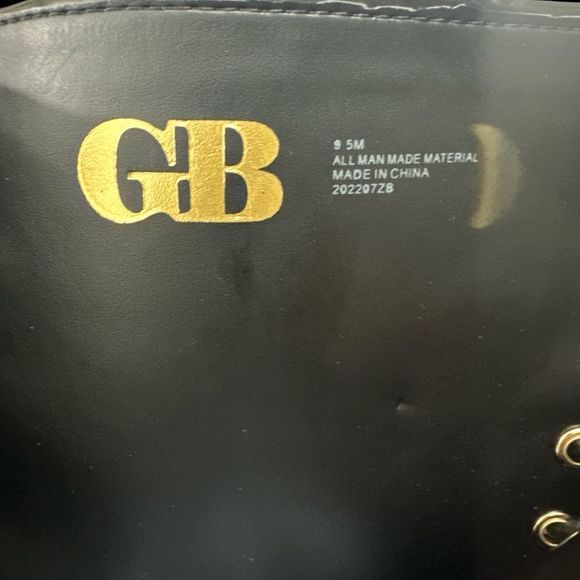 GB
9 5M
ALL MAN MADE MATERIAL
MADE IN CHINA
202207ZB